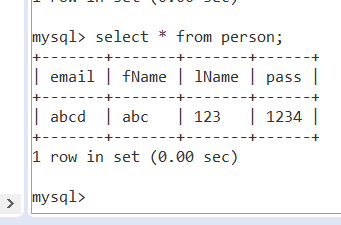 1 row in set (0.00 sec)
mysql> select * from person;
+-------+-------+-------+------+
| email | fName | lName | pass |
+-------+-------+-------+------+
| abcd | abc | 123 | 1234 |
+-------+-------+-------+------+
1 row in set (0.00 sec)
mysql>